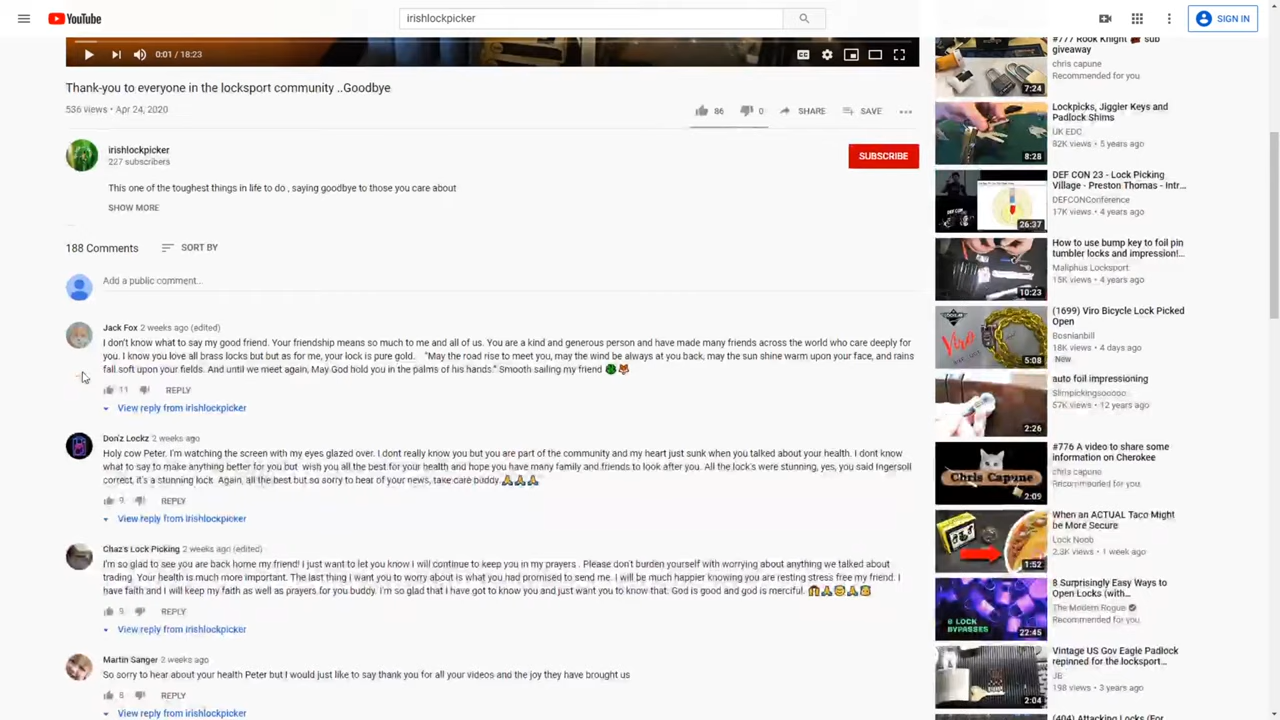 YouTube
irishlockpicker
SIGN IN
0:01 / 18:23
CC
Thank-you to everyone in the locksport community ..Goodbye
536 views • Apr 24, 2020
86
0
SHARE
SAVE
irishlockpicker
227 subscribers
SUBSCRIBE
This one of the toughest things in life to do , saying goodbye to those you care about
SHOW MORE
188 Comments
SORT BY
Add a public comment...
Jack Fox 2 weeks ago (edited)
I don't know what to say my good friend. Your friendship means so much to me and all of us. You are a kind and generous person and have made many friends across the world who care deeply for
you. I know you love all brass locks but but as for me, your lock is pure gold. "May the road rise to meet you, may the wind be always at you back, may the sun shine warm upon your face, and rains
fall soft upon your fields. And until we meet again, May God hold you in the palms of his hands." Smooth sailing my friend
11
REPLY
View reply from irishlockpicker
Don'z Lockz 2 weeks ago
Holy cow Peter. I'm watching the screen with my eyes glazed over. I dont really know you but you are part of the community and my heart just sunk when you talked about your health. I dont know
what to say to make anything better for you but wish you all the best for your health and hope you have many family and friends to look after you. All the lock's were stunning, yes, you said Ingersoll
correct, it's a stunning lock. Again, all the best but so sorry to hear of your news, take care buddy.🙏🙏🙏
9
REPLY
View reply from irishlockpicker
Chaz's Lock Picking 2 weeks ago (edited)
I'm so glad to see you are back home my friend! I just want to let you know I will continue to keep you in my prayers . Please don't burden yourself with worrying about anything we talked about
trading. Your health is much more important. The last thing I want you to worry about is what you had promised to send me. I will be much happier knowing you are resting stress free my friend. I
have faith and I will keep my faith as well as prayers for you buddy. I'm so glad that I have got to know you and just want you to know that. God is good and god is merciful.
9
REPLY
View reply from irishlockpicker
Martin Sanger 2 weeks ago
So sorry to hear about your health Peter but I would just like to say thank you for all your videos and the joy they have brought us
8
REPLY
View reply from irishlockpicker
#777 Rook Knight sub
giveaway
chris capune
Recommended for you
7:24
Lockpicks, Jiggler Keys and
Padlock Shims
UK EDC
82K views • 5 years ago
8:28
DEF CON 23 - Lock Picking
Village - Preston Thomas - Intr...
DEFCONConference
17K views • 4 years ago
26:37
How to use bump key to foil pin
tumbler locks and impression!...
Maliphus Locksport
15K views • 4 years ago
10:23
(1699) Viro Bicycle Lock Picked
Open
Bosnianbill
18K views • 4 days ago
New
5:08
auto foil impressioning
Slimpickingsooooo
57K views • 12 years ago
2:26
#776 A video to share some
information on Cherokee
chris capune
Recommended for you
Chris Capune
2:09
When an ACTUAL Taco Might
be More Secure
Lock Noob
2.3K views • 1 week ago
1:52
8 Surprisingly Easy Ways to
Open Locks (with...
The Modern Rogue
Recommended for you
8 LOCK
BYPASSES
22:45
Vintage US Gov Eagle Padlock
repinned for the locksport...
JB
198 views • 3 years ago
2:04
(404) Attacking Locks (For